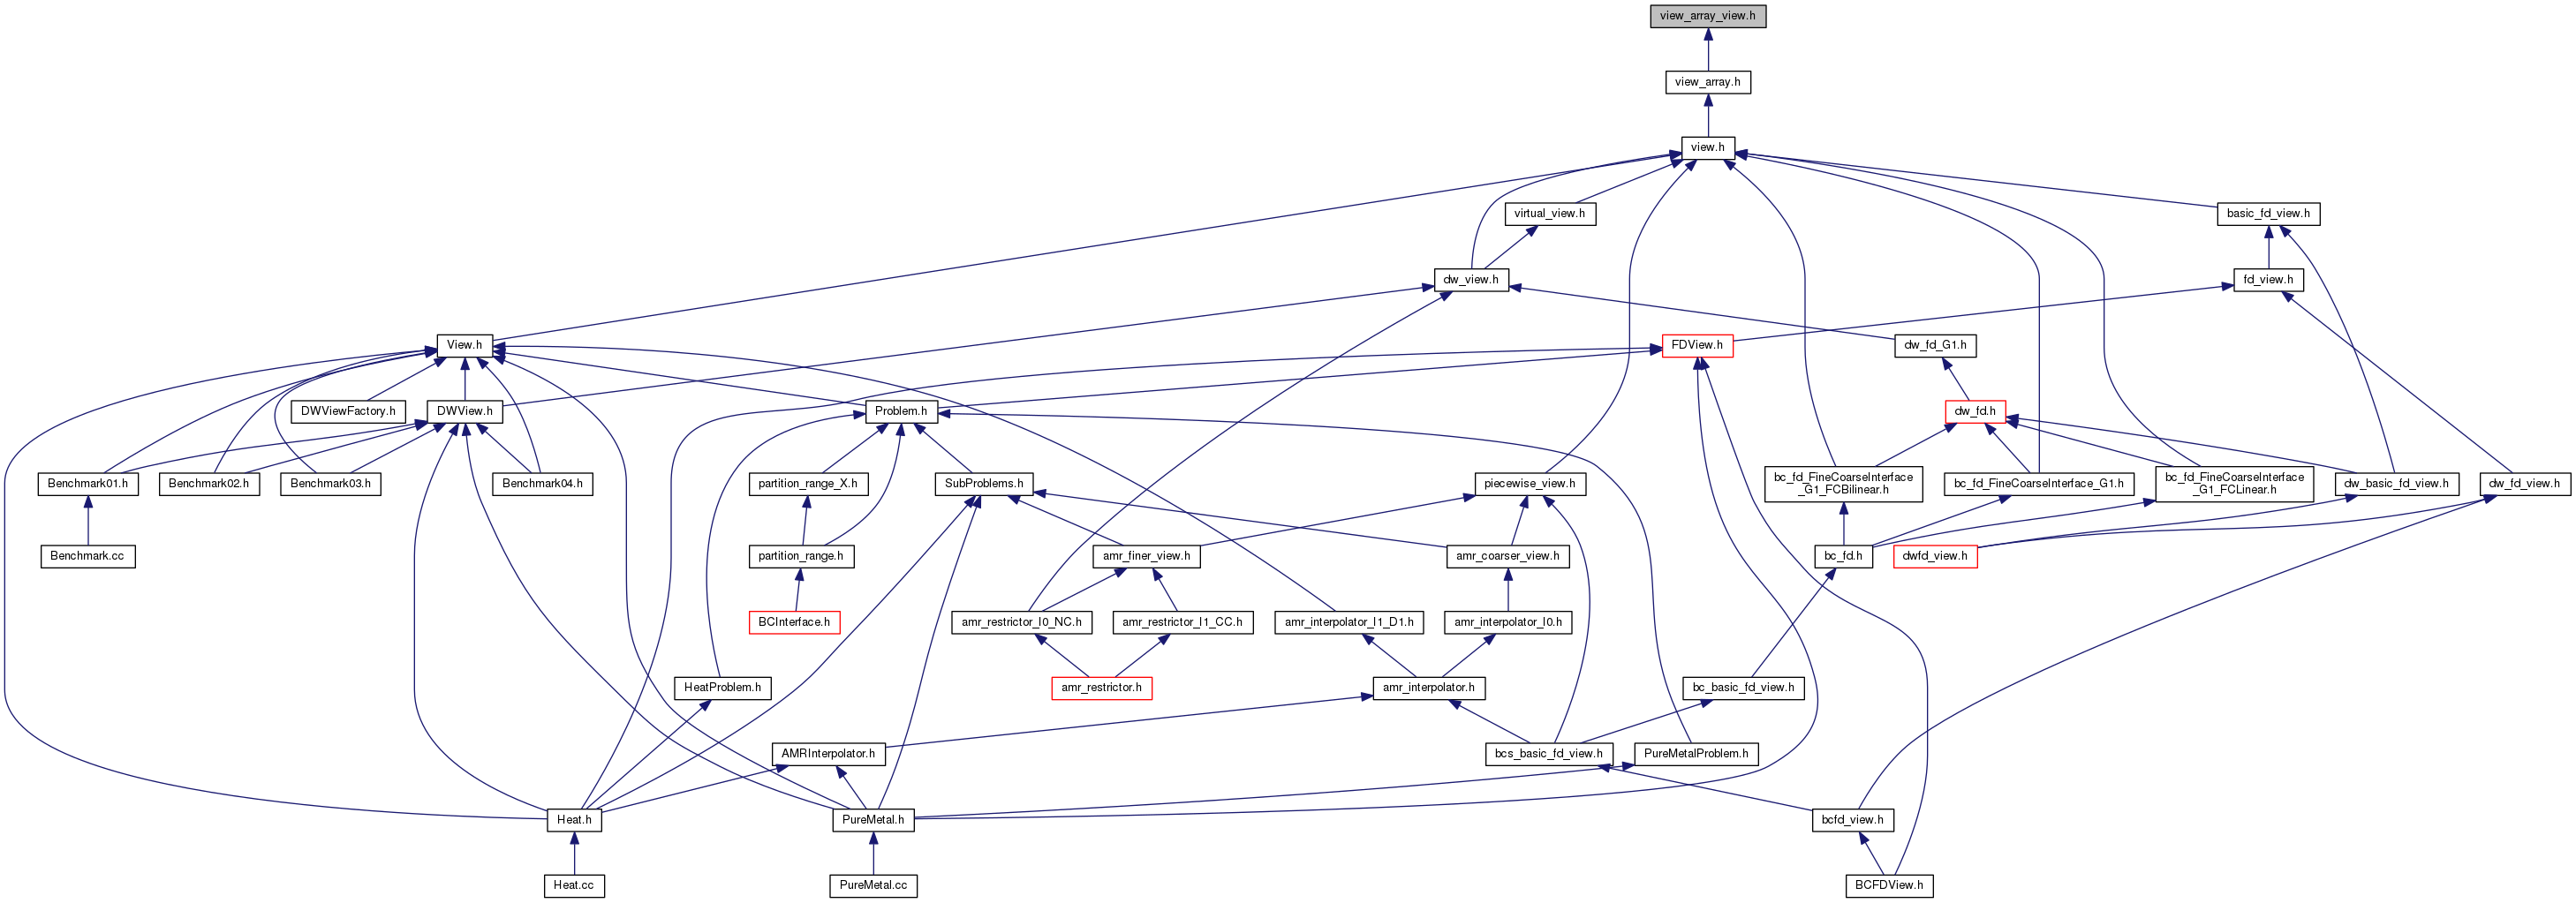 view_array_view.h
view_array.h
view.h
virtual_view.h
basic_fd_view.h
dw_view.h
fd_view.h
View.h
FDView.h
dw_fd_G1.h
DWViewFactory.h
DWView.h
Problem.h
dw_fd.h
Benchmark01.h
Benchmark02.h
Benchmark03.h
Benchmark04.h
partition_range_X.h
SubProblems.h
piecewise_view.h
bc_fd_FineCoarseInterface
_G1_FCBilinear.h
bc_fd_FineCoarseInterface_G1.h
bc_fd_FineCoarseInterface
_G1_FCLinear.h
dw_basic_fd_view.h
dw_fd_view.h
Benchmark.cc
partition_range.h
amr_finer_view.h
amr_coarser_view.h
bc_fd.h
dwfd_view.h
BCInterface.h
amr_restrictor_I0_NC.h
amr_restrictor_I1_CC.h
amr_interpolator_I1_D1.h
amr_interpolator_I0.h
HeatProblem.h
amr_restrictor.h
amr_interpolator.h
bc_basic_fd_view.h
AMRInterpolator.h
bcs_basic_fd_view.h
PureMetalProblem.h
Heat.h
PureMetal.h
bcfd_view.h
Heat.cc
PureMetal.cc
BCFDView.h